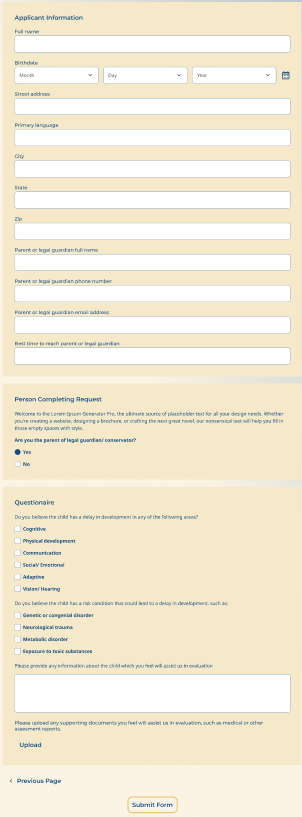 Applicant Information
Full name
Birthdate
Month Day Year
Street address
Primary language
City
State
Zip
Parent or legal guardian full name
Parent or legal guardian phone number
Parent or legal guardian email address
Best time to reach parent or legal guardian
Person Completing Request
Welcome to the Lorem Ipsum Generator Pro, the ultimate source of placeholder text for all your design needs. Whether
you're creating a website, designing a brochure, or crafting the next great novel, our nonsensical text will help you fill in
those empty spaces with style.
Are you the parent of legal guardian/ conservator?
Yes
No
Questionaire
Do you believe the child has a delay in development in any of the following areas?
Cognitive
Physical development
Communication
Social/ Emotional
Adaptive
Vision/ Hearing
Do you believe the child has a risk condition that could lead to a delay in development, such as:
Genetic or congenial disorder
Neurological trauma
Metabolic disorder
Exposure to toxic substances
Please provide any information about the child which you feel will assist us in evaluation
Please upload any supporting documents you feel will assist us in evaluation, such as medical or other
assesment reports.
Upload
< Previous Page
Submit Form